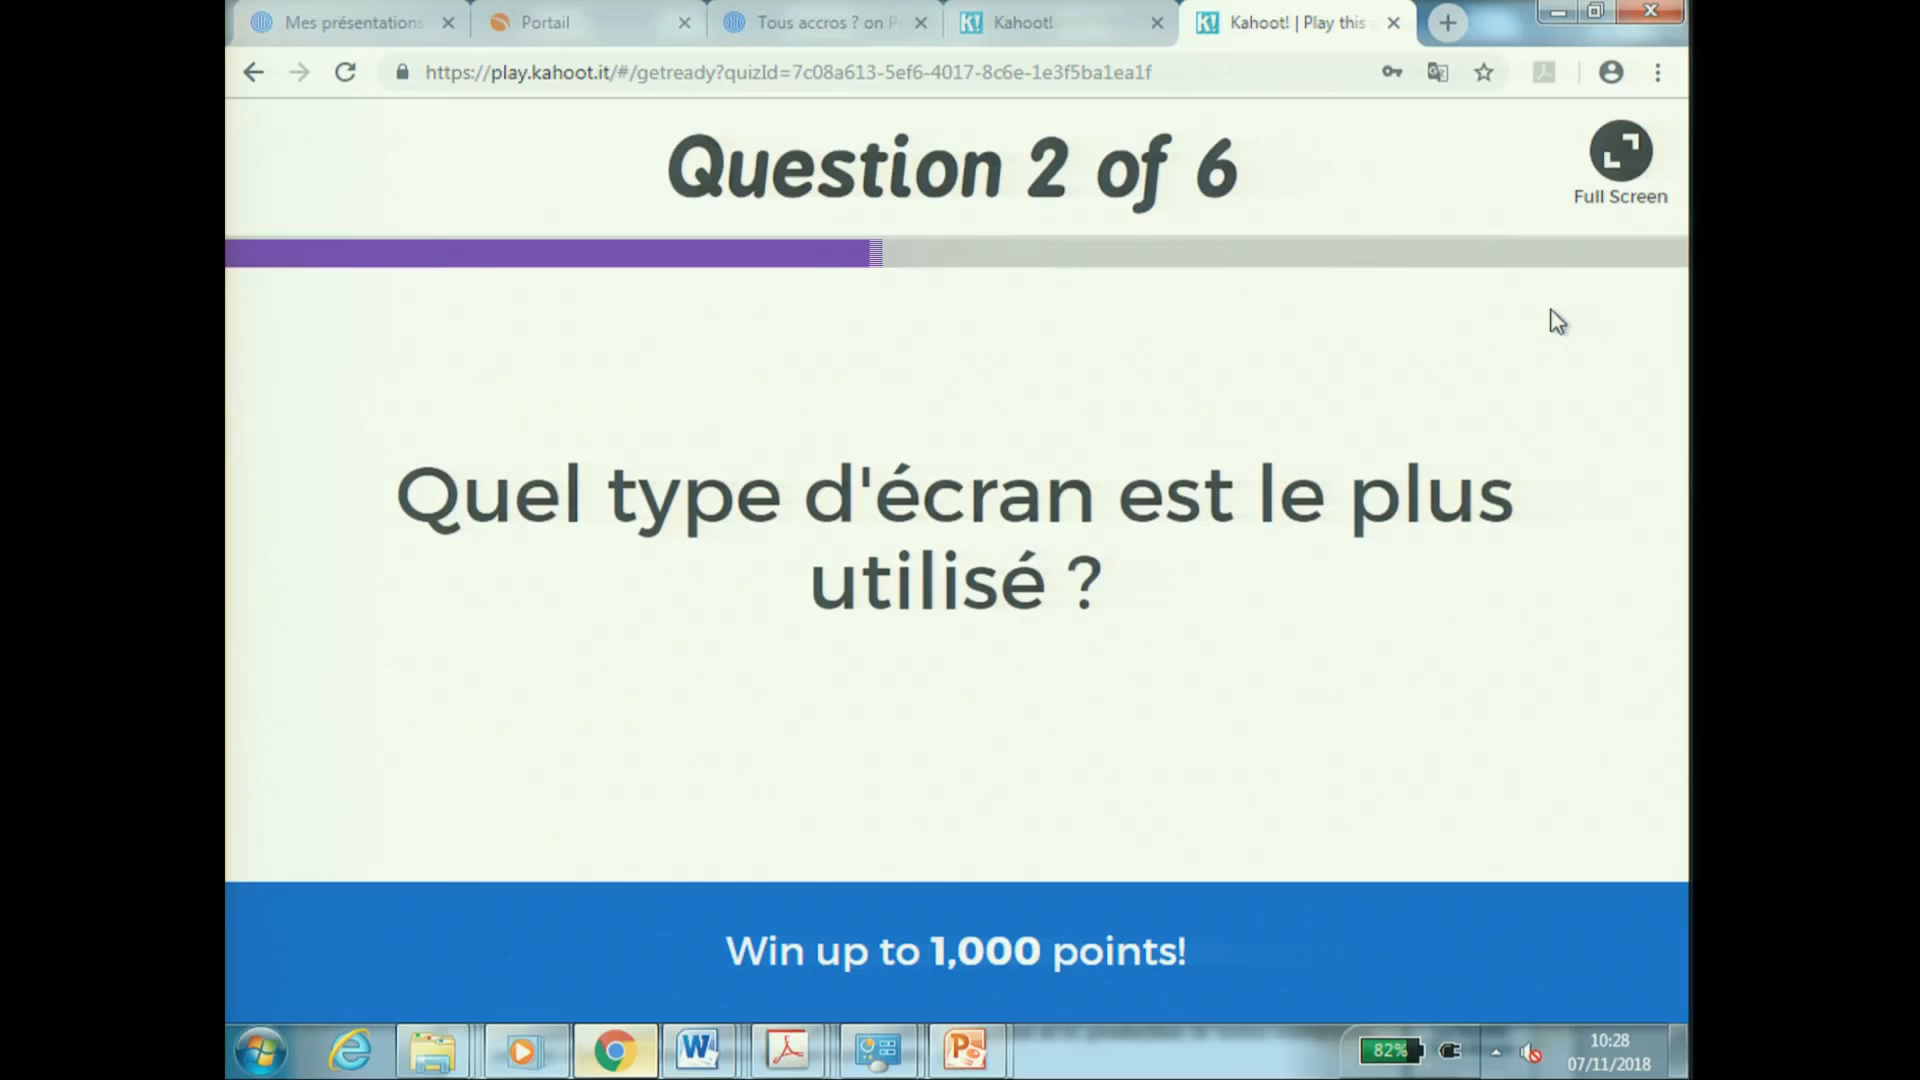 Mes présentations
Portail
Tous accros ? on P
Kahoot!
Kahoot! | Play this
https://play.kahoot.it/#/getready?quizId=7c08a613-5ef6-4017-8c6e-1e3f5ba1ea1f
Question 2 of 6
Full Screen
Quel type d'écran est le plus
utilisé ?
Win up to 1,000 points!
82%
10:28
07/11/2018